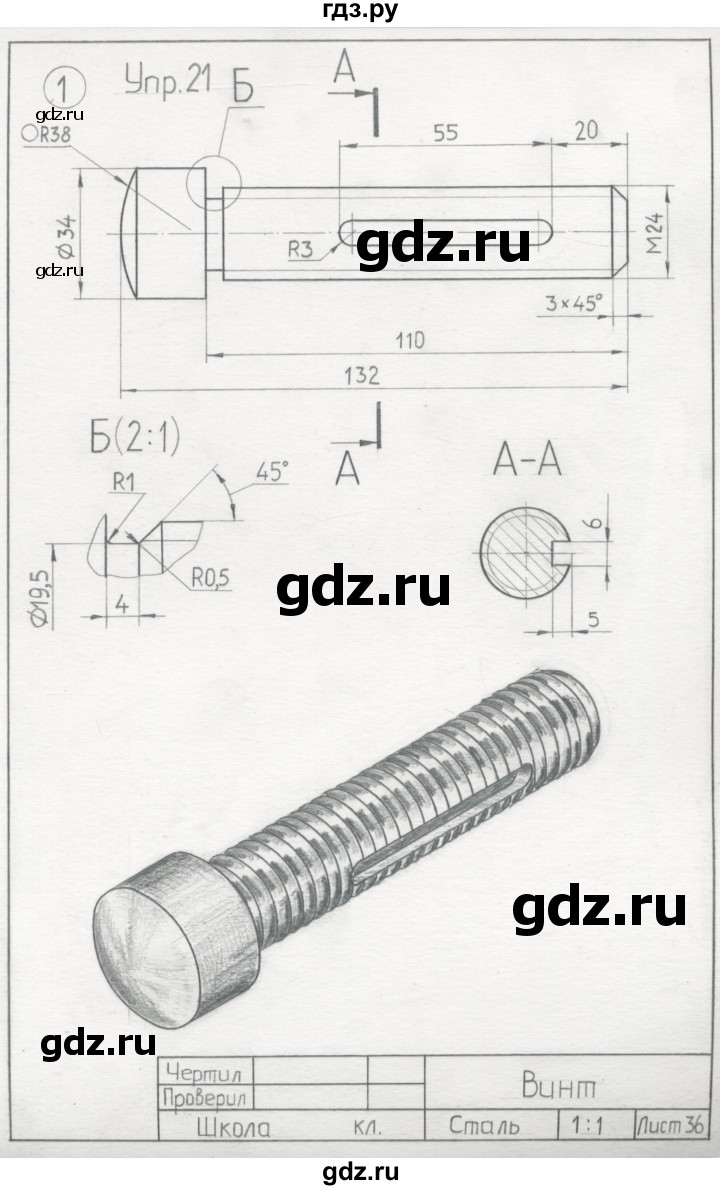 гдз.ру
1
Упр.21
Б
А
gdz.ru
○R38
55
20
Ø34
R3
gdz.ru
М24
gdz.ru
3×45°
110
132
Б(2:1)
А
А-А
R1
45°
6
Ø19,5
4
R0,5
gdz.ru
5
gdz.ru
gdz.ru
Чертил
Проверил
Винт
Школа кл. Сталь 1:1 Лист 36
gdz.ru